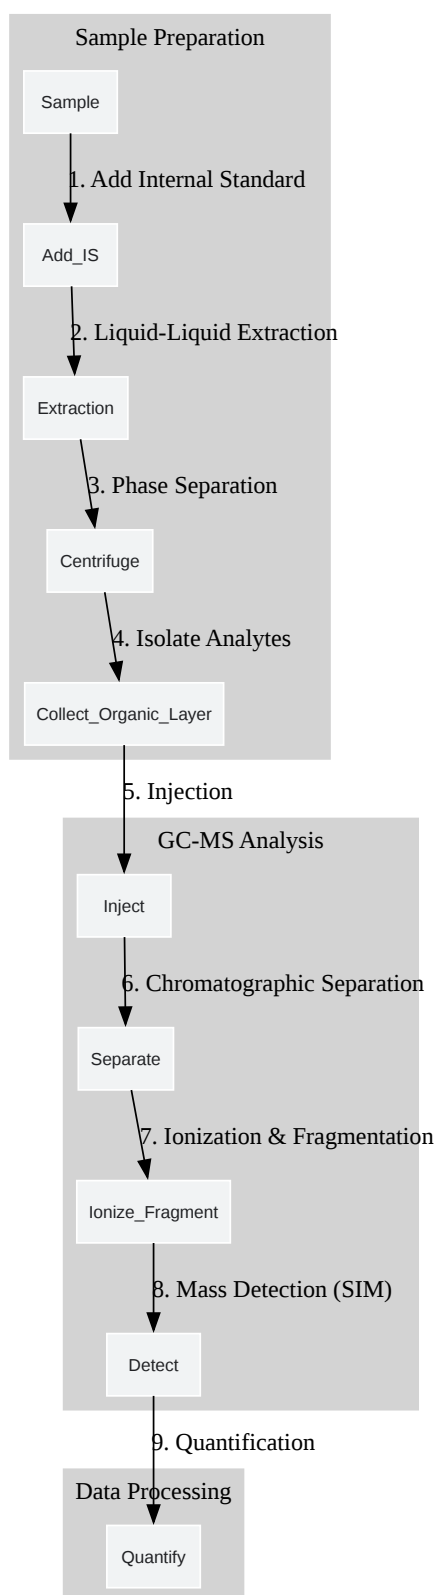 Sample Preparation
Sample
1. Add Internal Standard
Add_IS
2. Liquid-Liquid Extraction
Extraction
3. Phase Separation
Centrifuge
4. Isolate Analytes
Collect_Organic_Layer
5. Injection
GC-MS Analysis
Inject
6. Chromatographic Separation
Separate
7. Ionization & Fragmentation
Ionize_Fragment
8. Mass Detection (SIM)
Detect
9. Quantification
Data Processing
Quantify